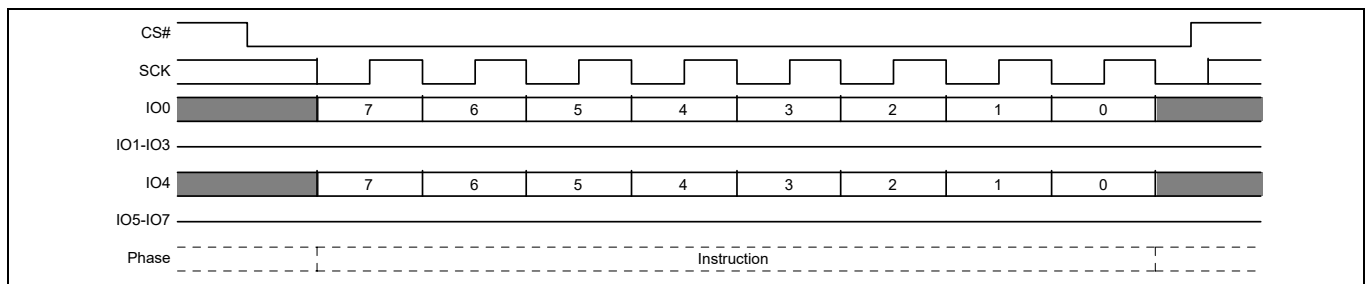 CS#
SCK
IO0 7 6 5 4 3 2 1 0
IO1-IO3
IO4 7 6 5 4 3 2 1 0
IO5-IO7
Phase Instruction